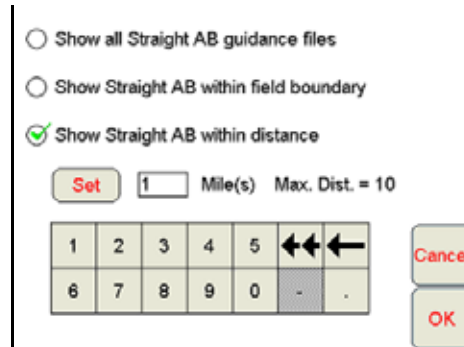 Show all Straight AB guidance files
Show Straight AB within field boundary
Show Straight AB within distance
Set 1 Mile(s) Max. Dist. = 10
1 2 3 4 5
6 7 8 9 0 - .
Cance
OK